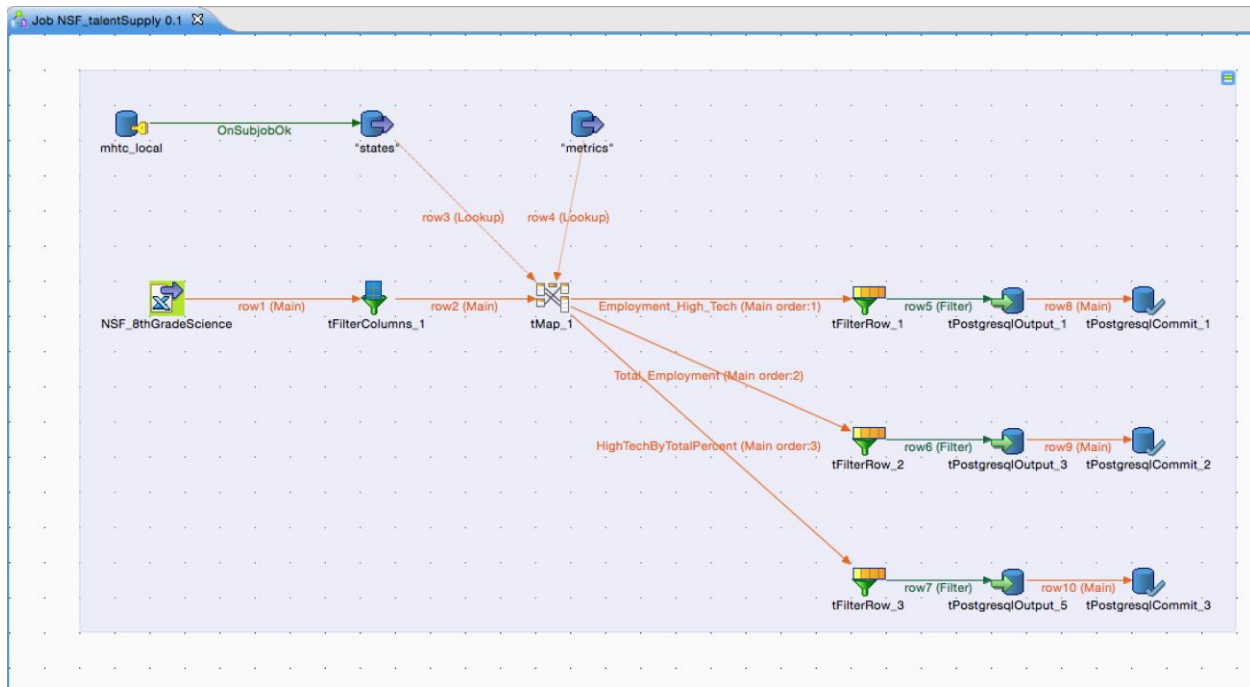 Job NSF_talentSupply 0.1
OnSubjobOk
mhtc_local
"states"
"metrics"
row3 (Lookup)
row4 (Lookup)
row1 (Main)
row2 (Main)
Employment_High_Tech (Main order:1)
row5 (Filter)
row8 (Main)
NSF_8thGradeScience
tFilterColumns_1
tMap_1
tFilterRow_1
tPostgresqlOutput_1
tPostgresqlCommit_1
Total_Employment (Main order:2)
HighTechByTotalPercent (Main order:3)
row6 (Filter)
row9 (Main)
tFilterRow_2
tPostgresqlOutput_3
tPostgresqlCommit_2
row7 (Filter)
row10 (Main)
tFilterRow_3
tPostgresqlOutput_5
tPostgresqlCommit_3